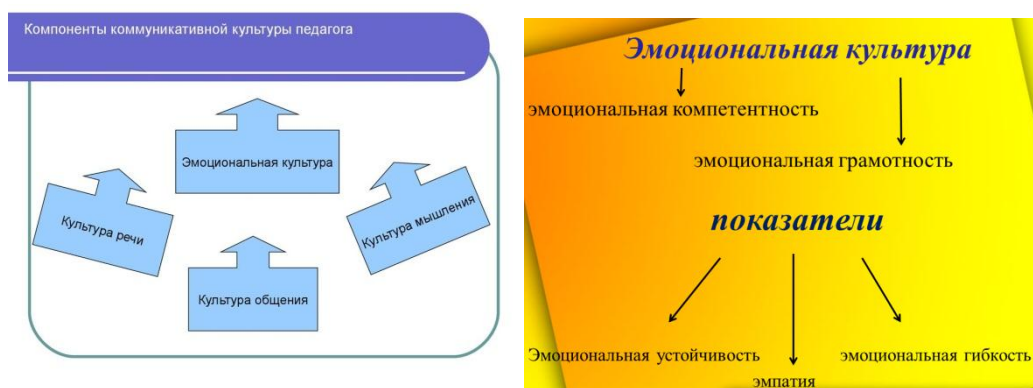 Компоненты коммуникативной культуры педагога
Эмоциональная культура
Культура речи
Культура мышления
Культура общения
Эмоциональная культура
эмоциональная компетентность
эмоциональная грамотность
показатели
Эмоциональная устойчивость
эмпатия
эмоциональная гибкость